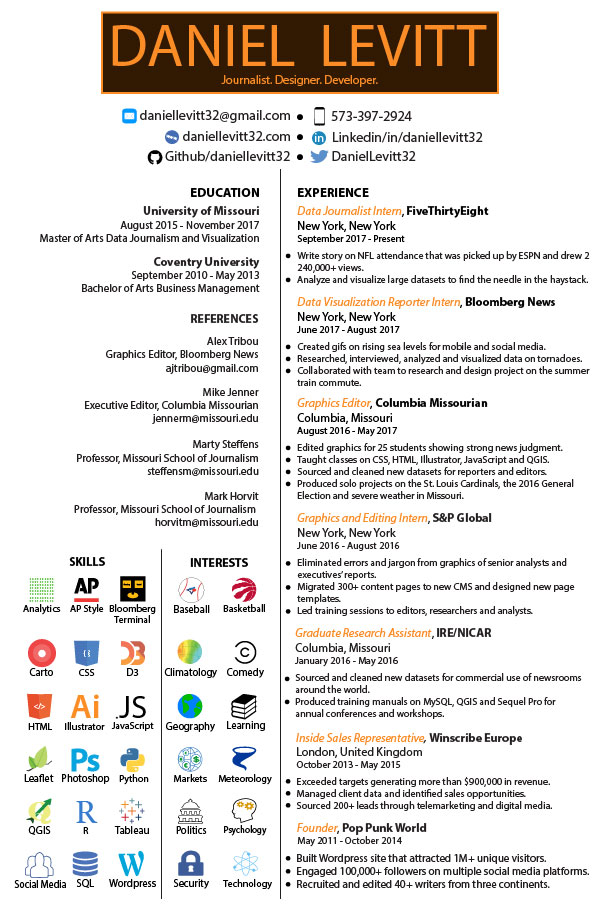 DANIEL LEVITT
Journalist. Designer. Developer.
daniellevitt32@gmail.com ● 573-397-2924
daniellevitt32.com ● in Linkedin/in/daniellevitt32
Github/daniellevitt32 ● DanielLevitt32
EDUCATION
University of Missouri
August 2015 - November 2017
Master of Arts Data Journalism and Visualization
Coventry University
September 2010 - May 2013
Bachelor of Arts Business Management
REFERENCES
Alex Tribou
Graphics Editor, Bloomberg News
ajtribou@gmail.com
Mike Jenner
Executive Editor, Columbia Missourian
jennerm@missouri.edu
Marty Steffens
Professor, Missouri School of Journalism
steffensm@missouri.edu
Mark Horvit
Professor, Missouri School of Journalism
horvitm@missouri.edu
SKILLS
AP
Analytics AP Style Bloomberg
Terminal
Carto CSS D3
Ai .JS
HTML Illustrator JavaScript
Ps
Leaflet Photoshop Python
R
QGIS R Tableau
Social Media SQL Wordpress
INTERESTS
Baseball Basketball
Climatology Comedy
Geography Learning
Markets Meteorology
Politics Psychology
Security Technology
EXPERIENCE
Data Journalist Intern, FiveThirtyEight
New York, New York
September 2017 - Present
● Write story on NFL attendance that was picked up by ESPN and drew 2
240,000+ views.
● Analyze and visualize large datasets to find the needle in the haystack.
Data Visualization Reporter Intern, Bloomberg News
New York, New York
June 2017 - August 2017
● Created gifs on rising sea levels for mobile and social media.
● Researched, interviewed, analyzed and visualized data on tornadoes.
● Collaborated with team to research and design project on the summer
train commute.
Graphics Editor, Columbia Missourian
Columbia, Missouri
August 2016 - May 2017
● Edited graphics for 25 students showing strong news judgment.
● Taught classes on CSS, HTML, Illustrator, JavaScript and QGIS.
● Sourced and cleaned new datasets for reporters and editors.
● Produced solo projects on the St. Louis Cardinals, the 2016 General
Election and severe weather in Missouri.
Graphics and Editing Intern, S&P Global
New York, New York
June 2016 - August 2016
● Eliminated errors and jargon from graphics of senior analysts and
executives' reports.
● Migrated 300+ content pages to new CMS and designed new page
templates.
● Led training sessions to editors, researchers and analysts.
Graduate Research Assistant, IRE/NICAR
Columbia, Missouri
January 2016 - May 2016
● Sourced and cleaned new datasets for commercial use of newsrooms
around the world.
● Produced training manuals on MySQL, QGIS and Sequel Pro for
annual conferences and workshops.
Inside Sales Representative, Winscribe Europe
London, United Kingdom
October 2013 - May 2015
● Exceeded targets generating more than $900,000 in revenue.
● Managed client data and identified sales opportunities.
● Sourced 200+ leads through telemarketing and digital media.
Founder, Pop Punk World
May 2011 - October 2014
● Built Wordpress site that attracted 1M+ unique visitors.
● Engaged 100,000+ followers on multiple social media platforms.
● Recruited and edited 40+ writers from three continents.